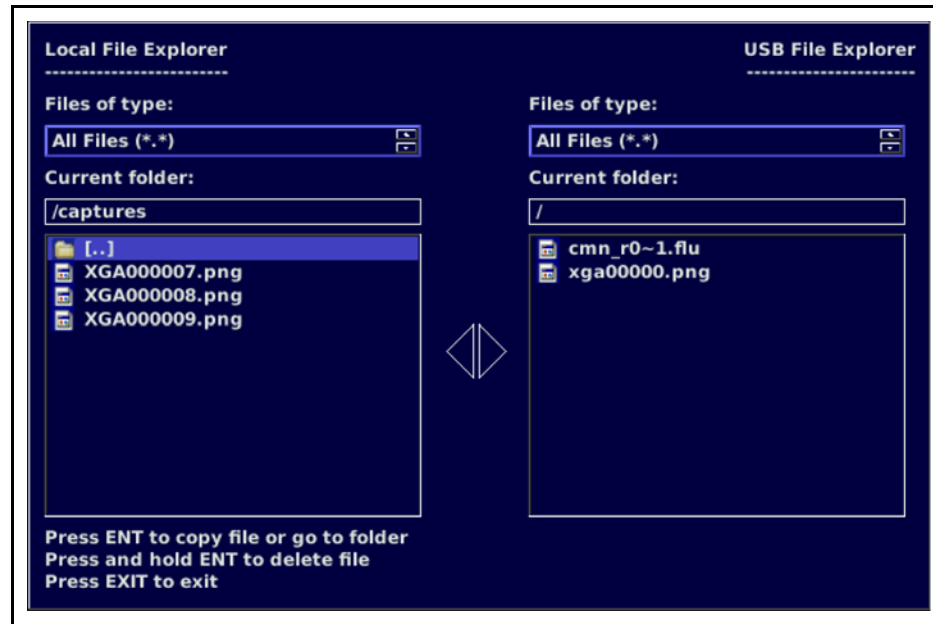 Local File Explorer
-------------------------
Files of type:
All Files (*.*)
Current folder:
/captures
[..]
XGA000007.png
XGA000008.png
XGA000009.png
Press ENT to copy file or go to folder
Press and hold ENT to delete file
Press EXIT to exit
USB File Explorer
-----------------------
Files of type:
All Files (*.*)
Current folder:
/
cmn_r0~1.flu
xga00000.png